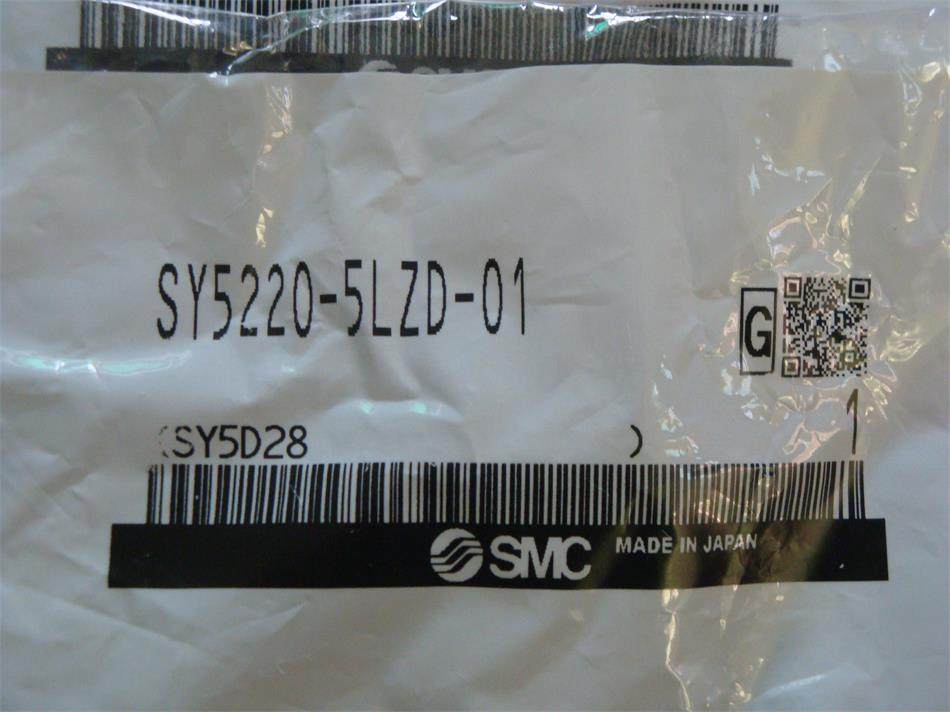 SY5220-5LZD-01
G
(SY5D28 )
1
SMC MADE IN JAPAN